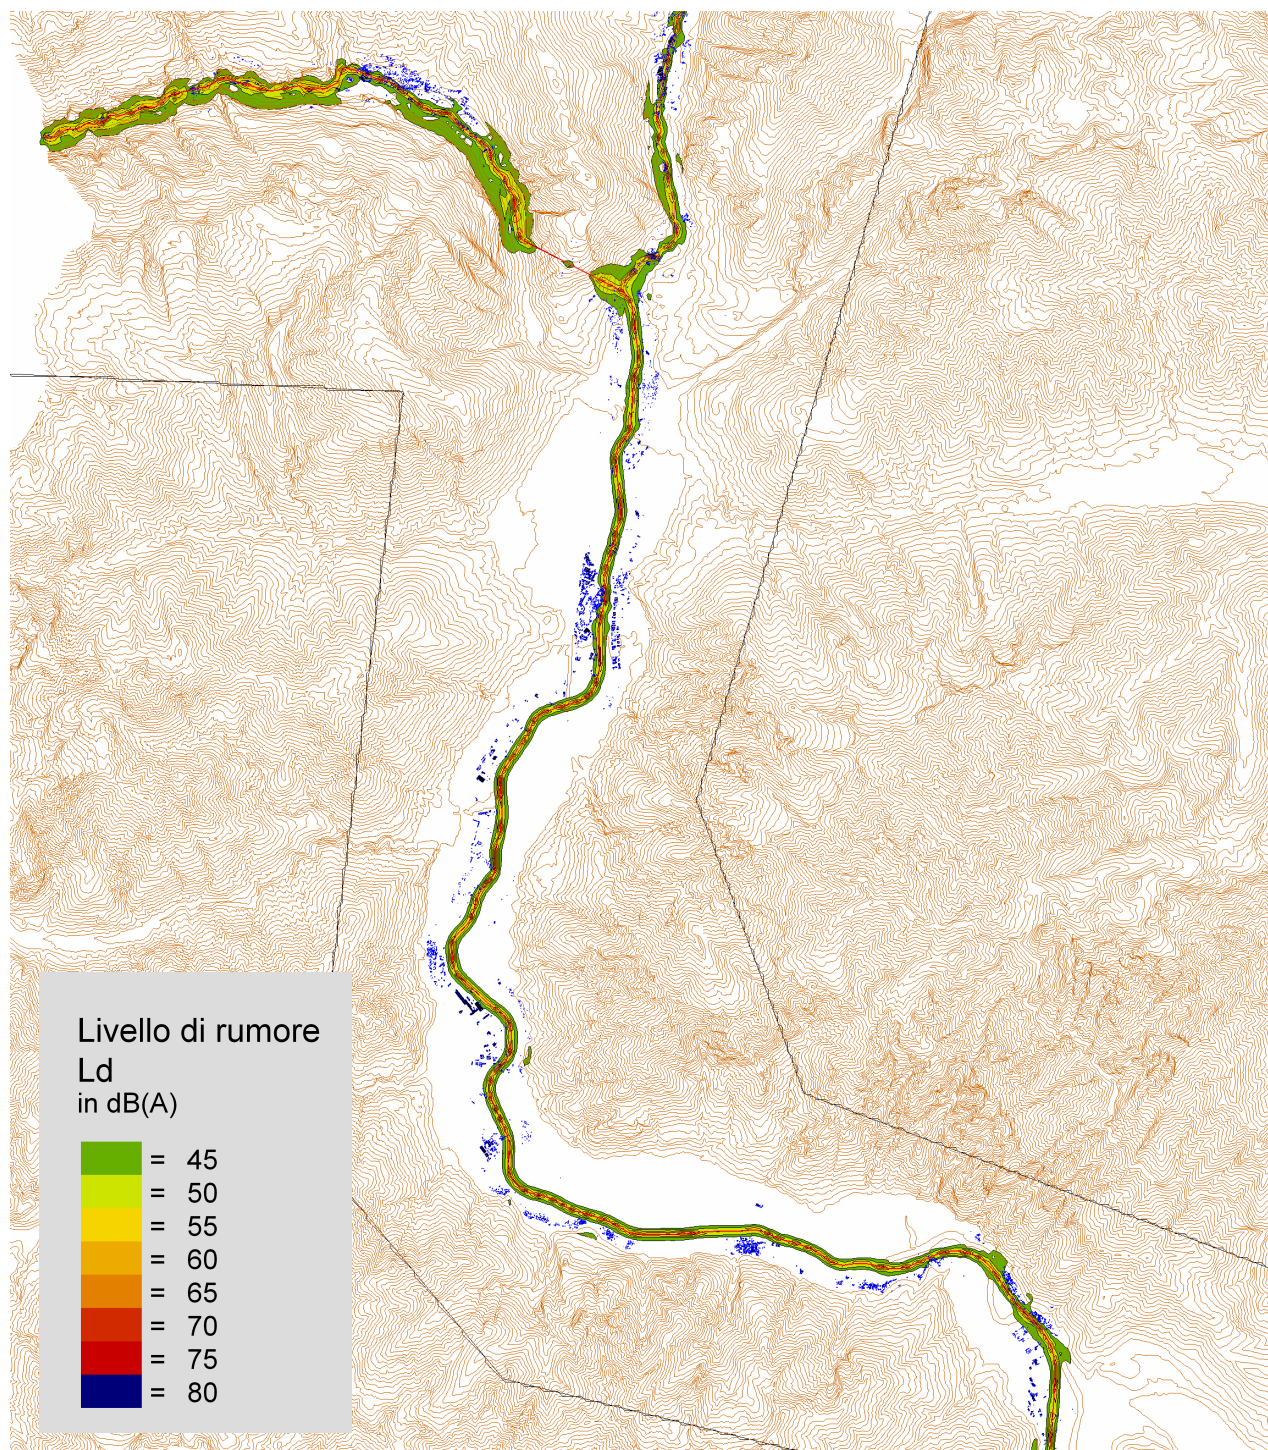 Livello di rumore
Ld
in dB(A)
= 45
= 50
= 55
= 60
= 65
= 70
= 75
= 80